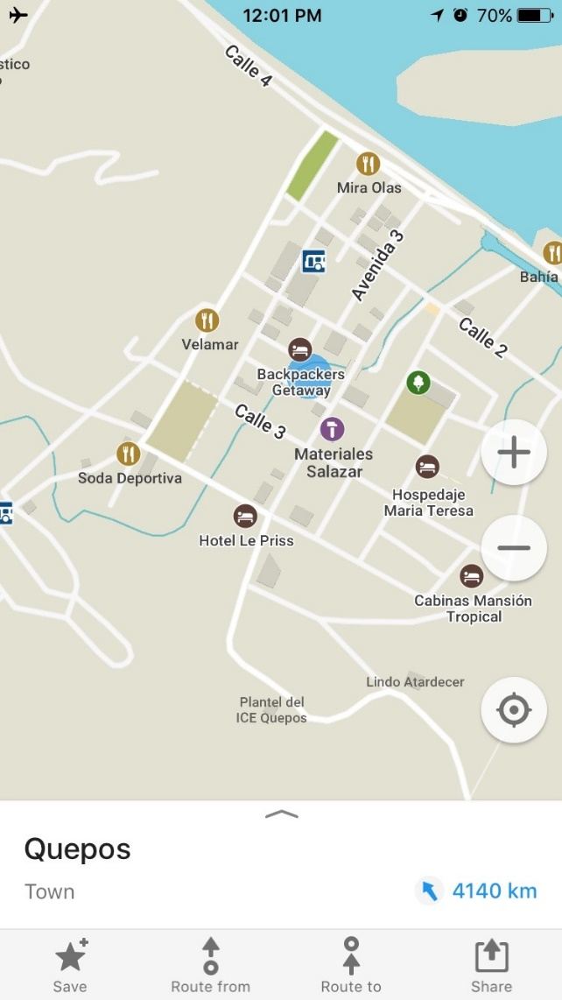 12:01 PM
70%
stico
Calle 4
Mira Olas
Avenida 3
Bahía
Velamar
Calle 2
Backpackers
Getaway
Calle 3
Materiales
Salazar
Soda Deportiva
Hospedaje
Maria Teresa
Hotel Le Priss
Cabinas Mansión
Tropical
Lindo Atardecer
Plantel del
ICE Quepos
Quepos
Town
4140 km
Save
Route from
Route to
Share